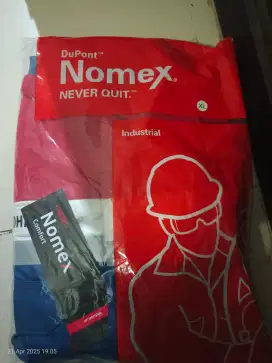 DuPont™
Nomex®
NEVER QUIT.™
XL
Industrial
Nomex
Comfort
21 Apr 2025 19:05